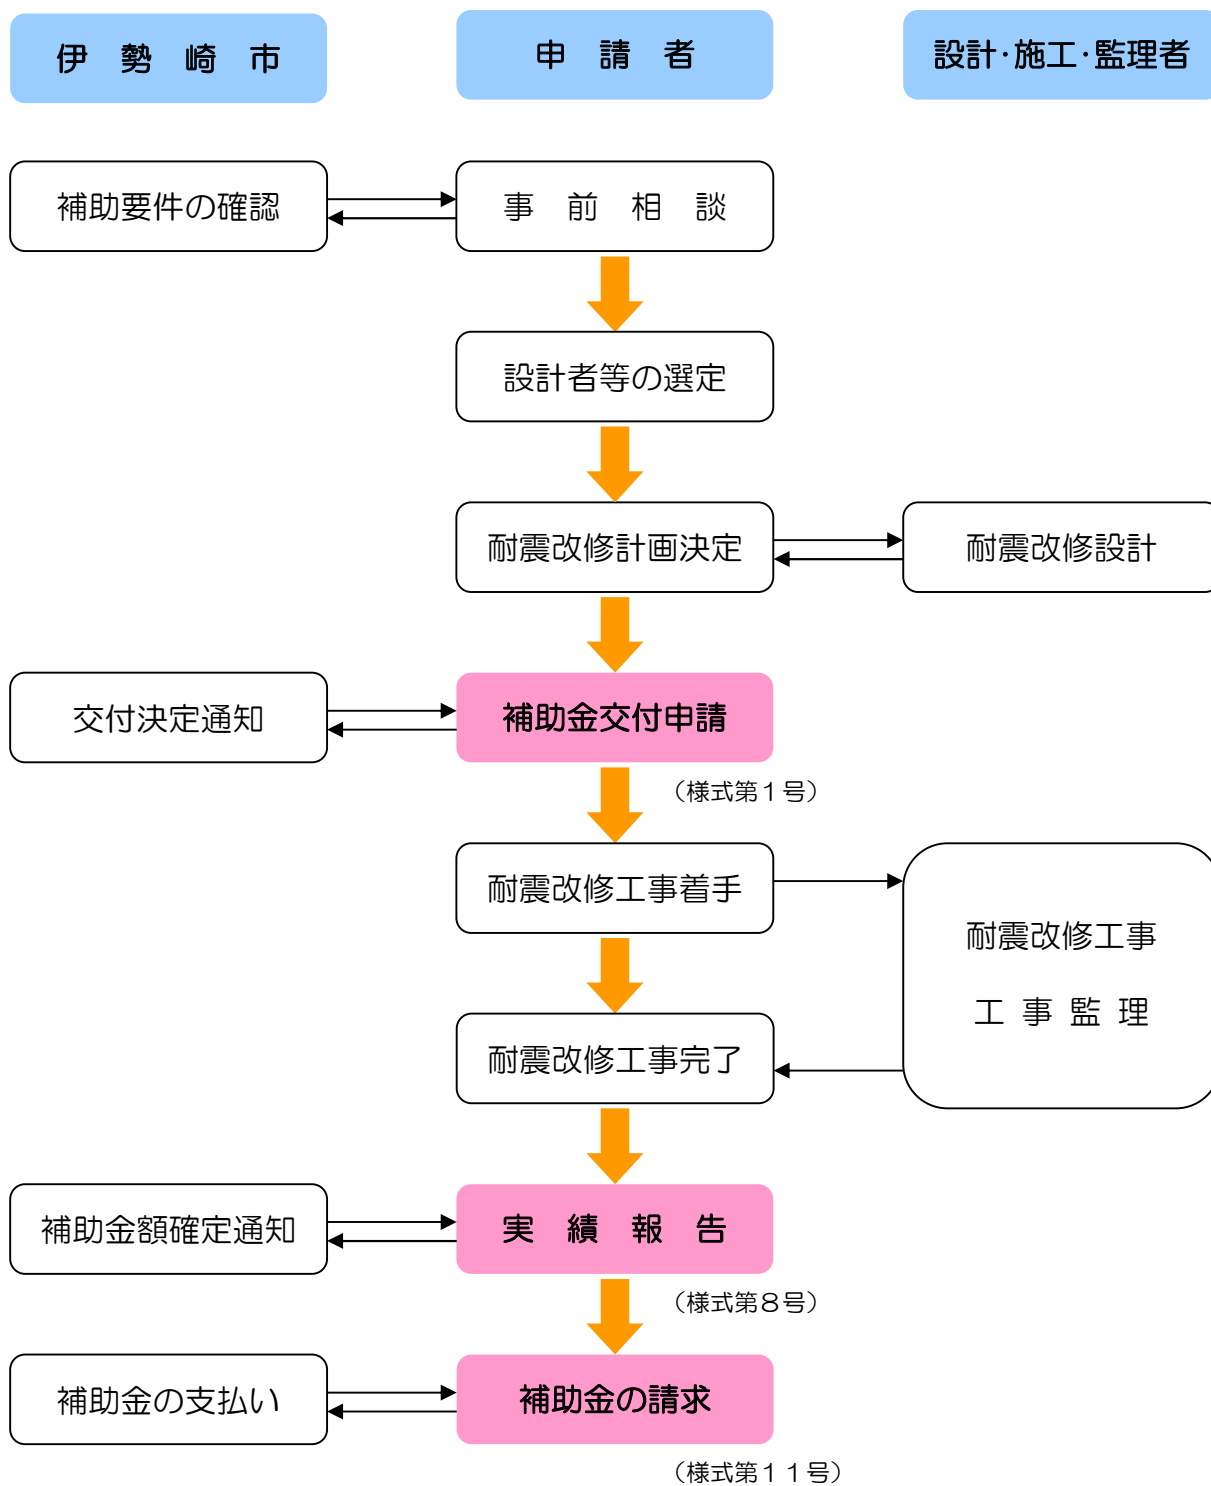 伊　勢　崎　市
申　請　者
設計･施工･監理者
補助要件の確認
事　前　相　談
設計者等の選定
耐震改修計画決定
耐震改修設計
交付決定通知
補助金交付申請
（様式第１号）
耐震改修工事着手
耐震改修工事
工 事 監 理
耐震改修工事完了
補助金額確定通知
実　績　報　告
（様式第８号）
補助金の支払い
補助金の請求
（様式第１１号）